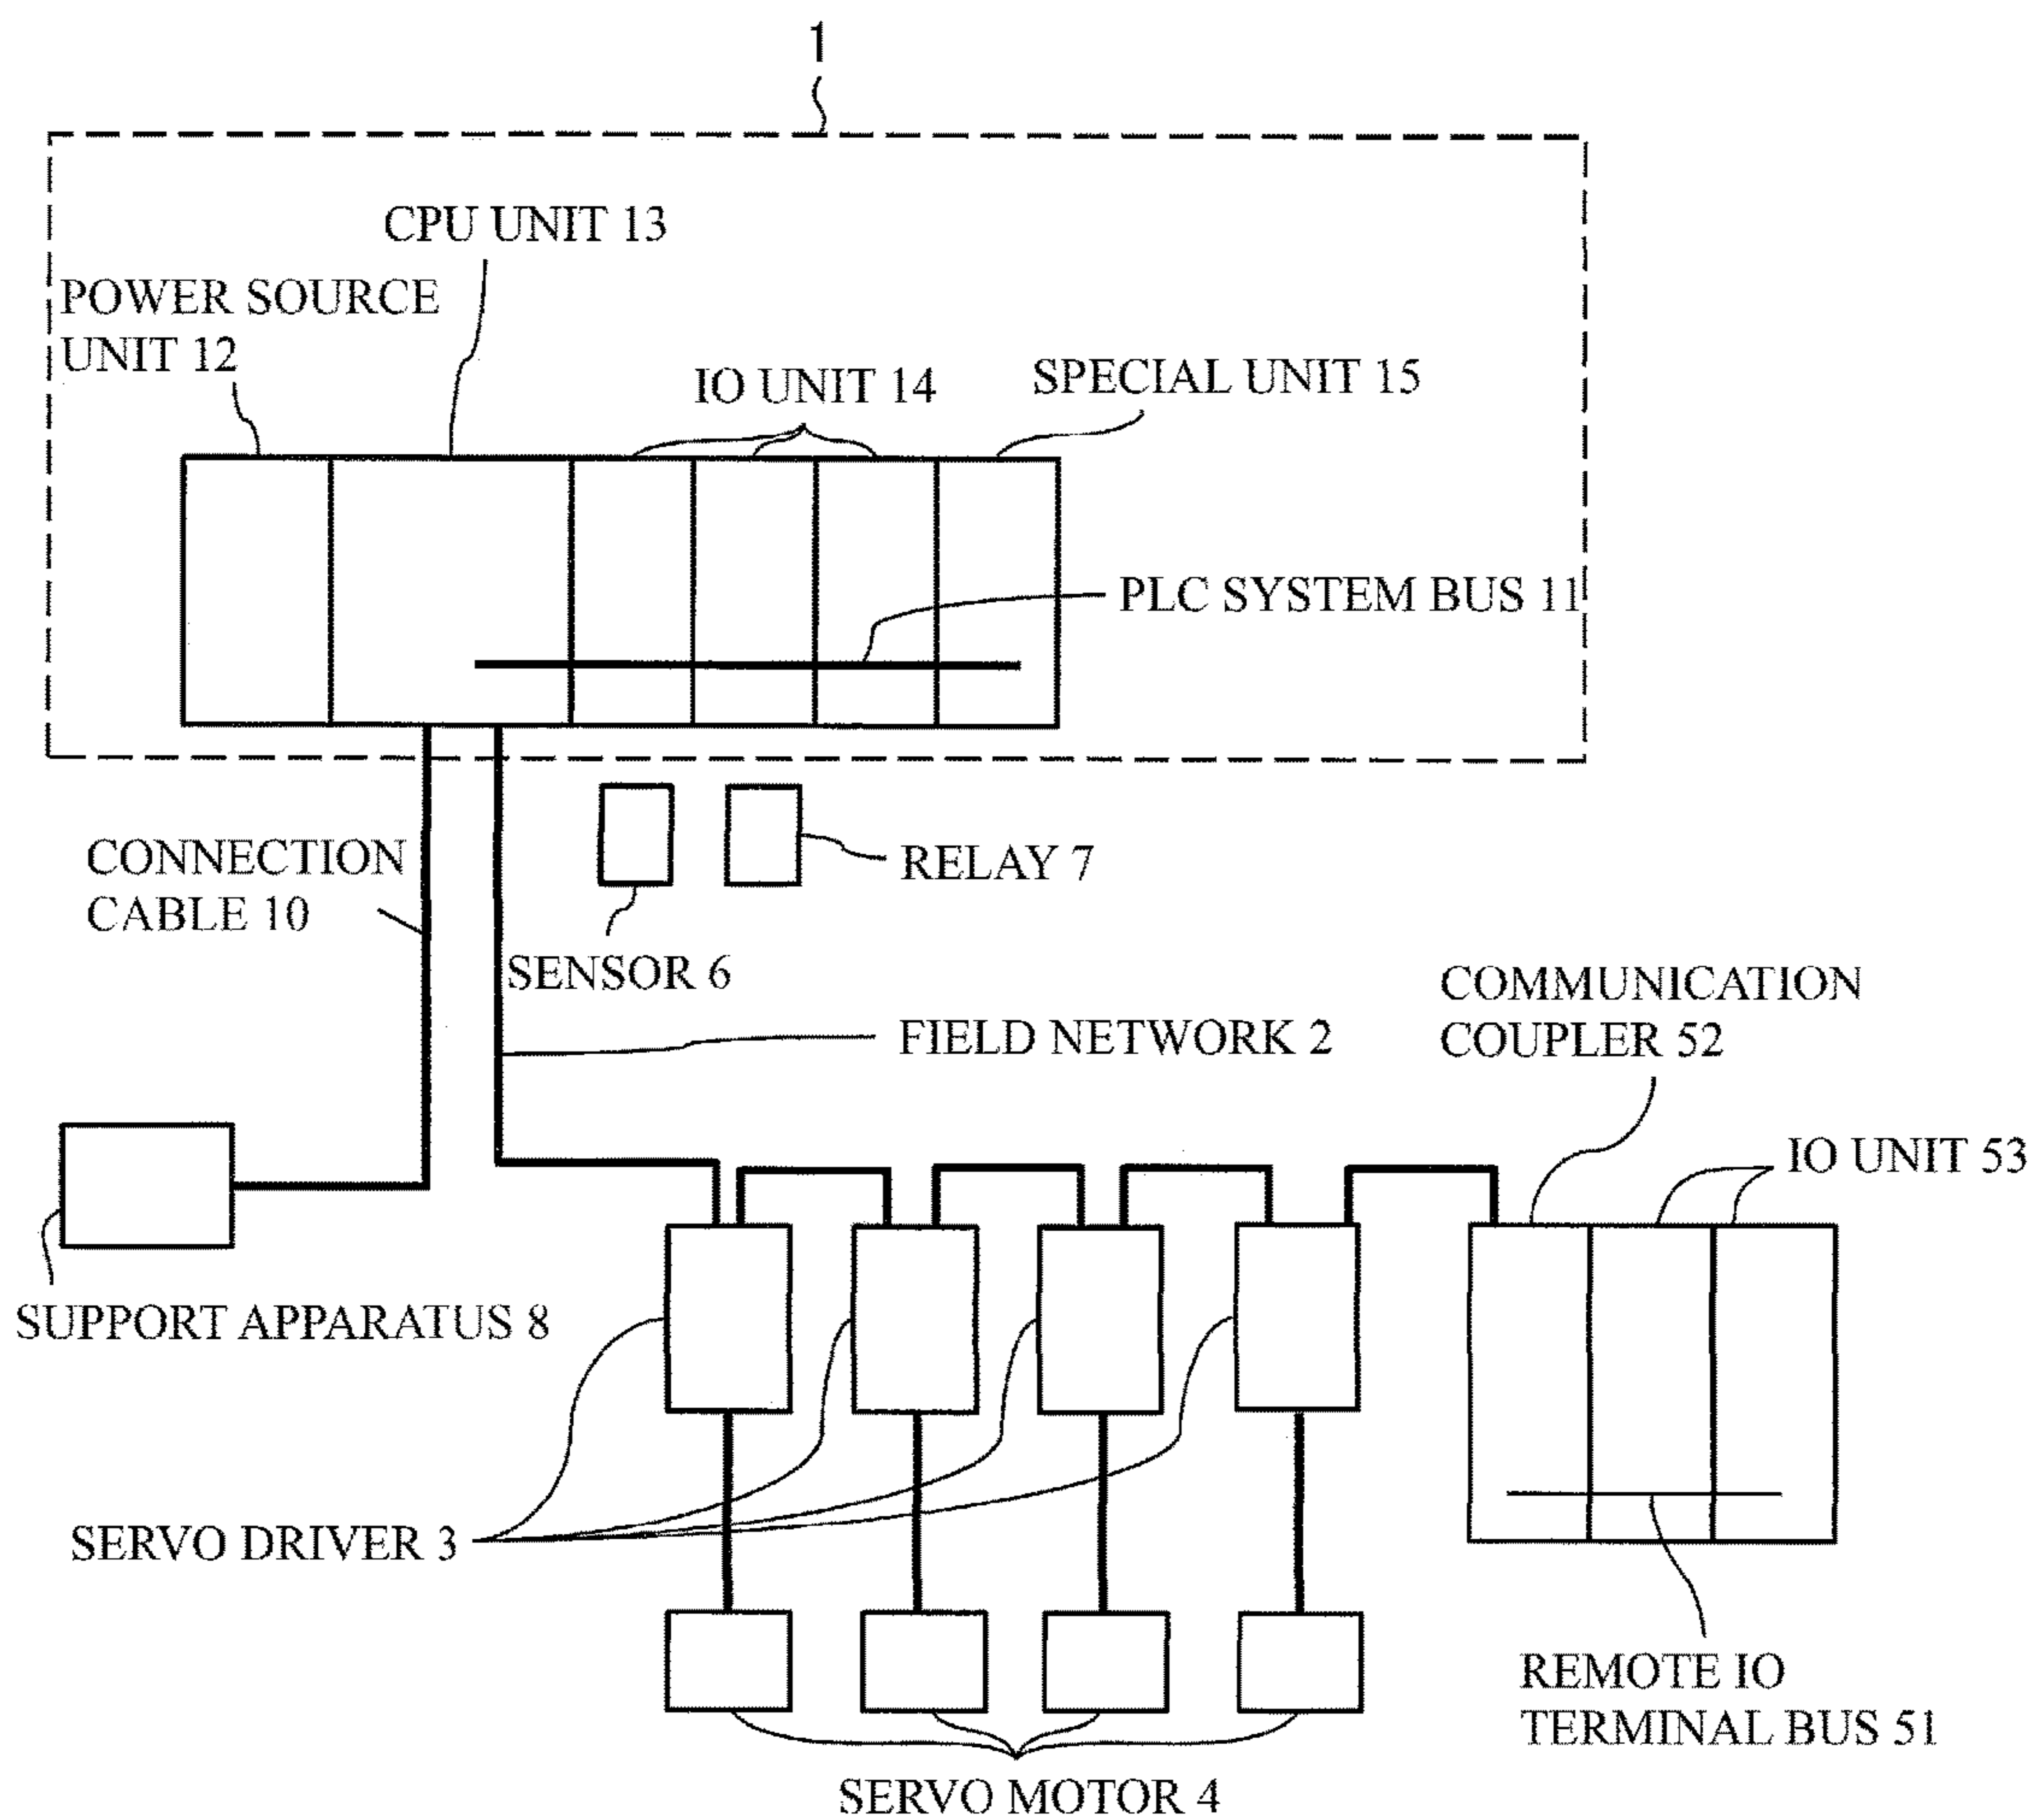 1
CPU UNIT 13
POWER SOURCE
UNIT 12
IO UNIT 14
SPECIAL UNIT 15
PLC SYSTEM BUS 11
CONNECTION
CABLE 10
RELAY 7
SENSOR 6
FIELD NETWORK 2
COMMUNICATION
COUPLER 52
IO UNIT 53
SUPPORT APPARATUS 8
SERVO DRIVER 3
REMOTE IO
TERMINAL BUS 51
SERVO MOTOR 4